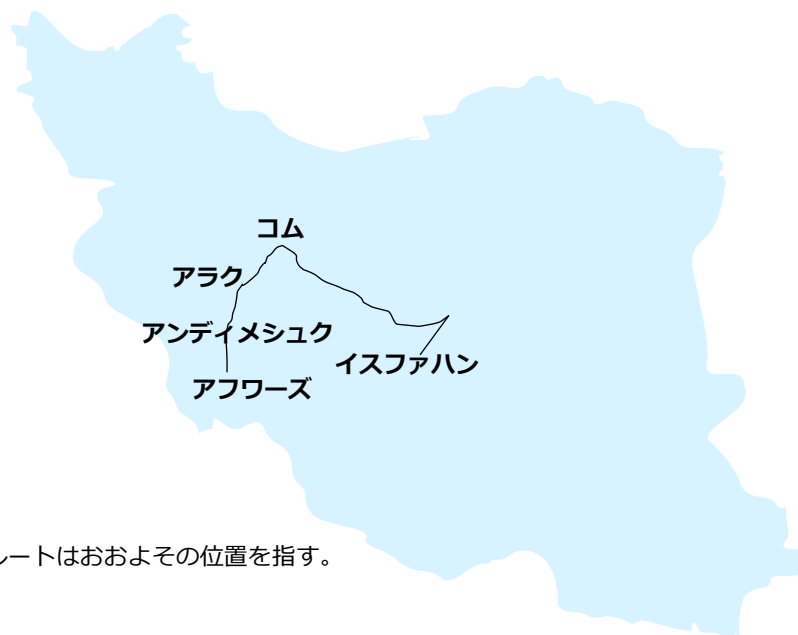 コム
アラク
アンディメシュク
イスファハン
アフワーズ
ルートはおおよその位置を指す。